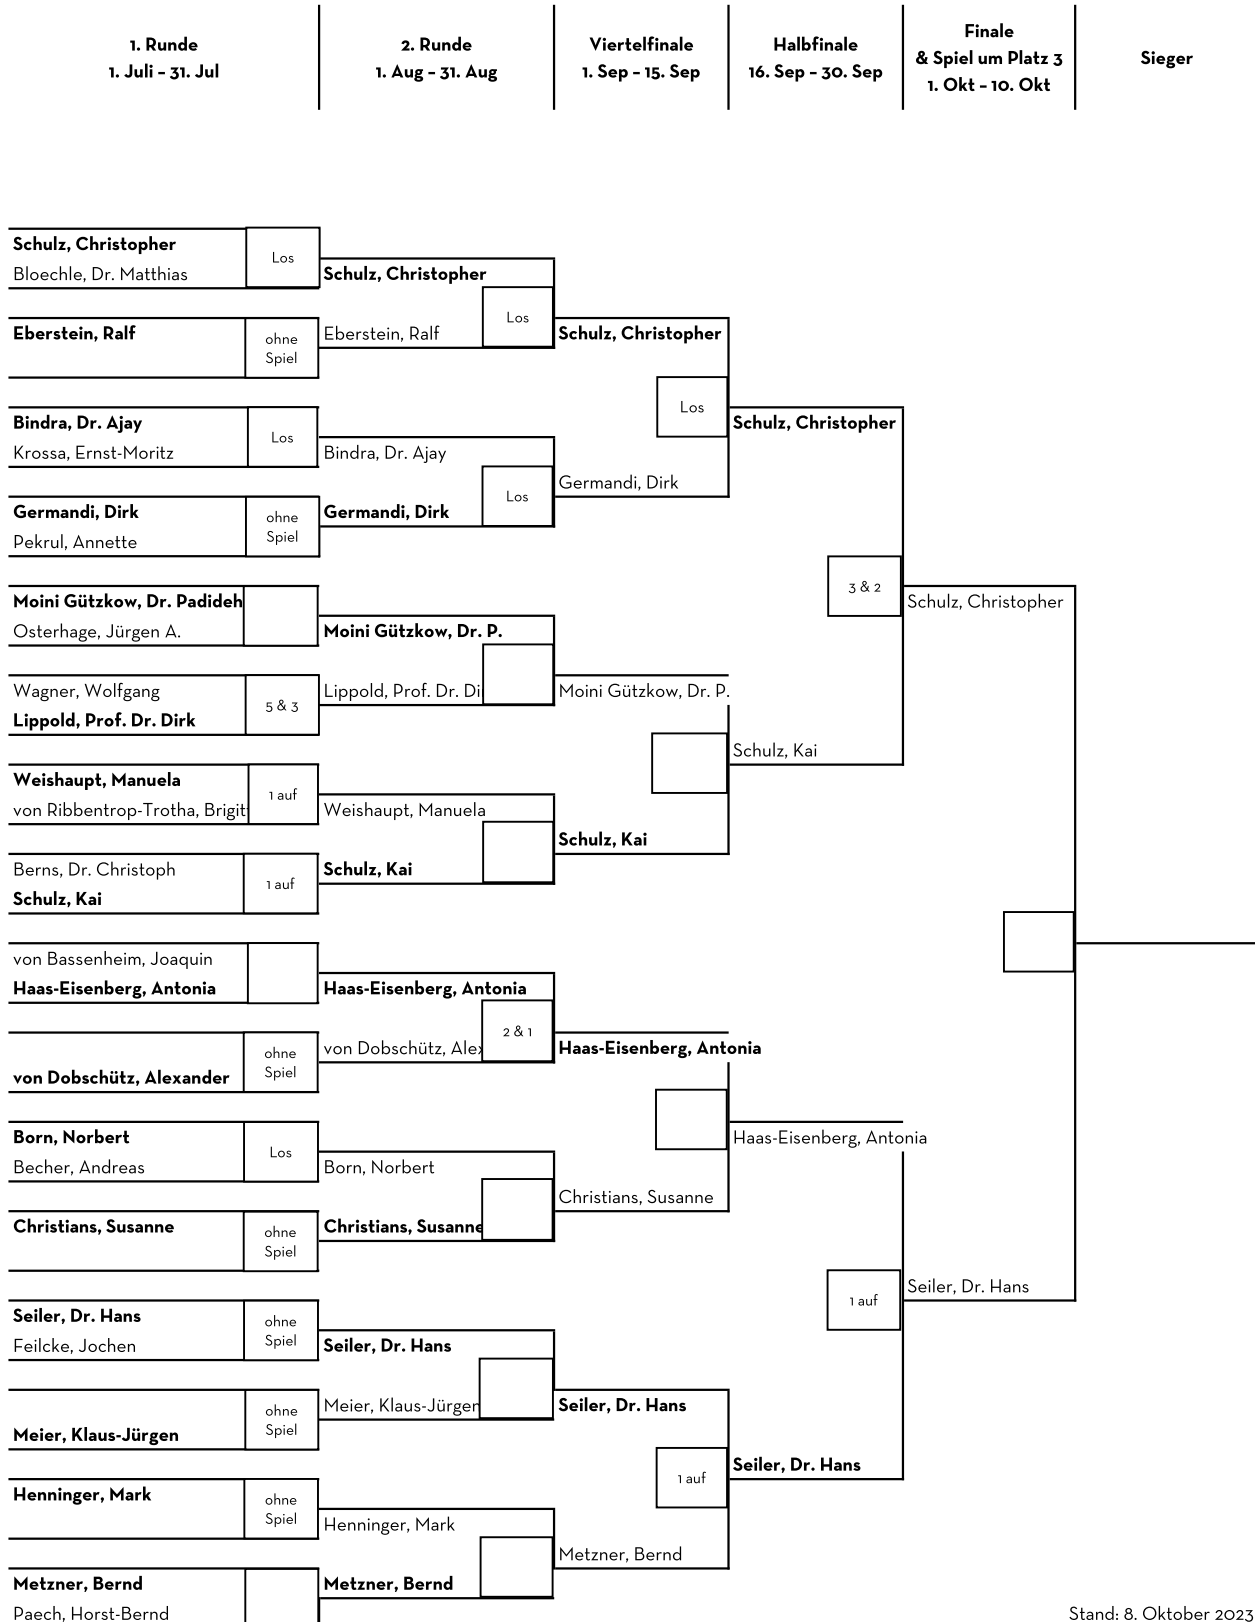 1. Runde
1. Juli – 31. Jul
2. Runde
1. Aug – 31. Aug
Viertelfinale
1. Sep – 15. Sep
Halbfinale
16. Sep – 30. Sep
Finale
& Spiel um Platz 3
1. Okt – 10. Okt
Sieger
Schulz, Christopher
Bloechle, Dr. Matthias
Los
Eberstein, Ralf
ohne
Spiel
Bindra, Dr. Ajay
Krossa, Ernst-Moritz
Los
Germandi, Dirk
Pekrul, Annette
ohne
Spiel
Moini Gützkow, Dr. Padideh
Osterhage, Jürgen A.
Wagner, Wolfgang
Lippold, Prof. Dr. Dirk
5 & 3
Weishaupt, Manuela
von Ribbentrop-Trotha, Brigit
1 auf
Berns, Dr. Christoph
Schulz, Kai
1 auf
von Bassenheim, Joaquin
Haas-Eisenberg, Antonia
von Dobschütz, Alexander
ohne
Spiel
Born, Norbert
Becher, Andreas
Los
Christians, Susanne
ohne
Spiel
Seiler, Dr. Hans
Feilcke, Jochen
ohne
Spiel
Meier, Klaus-Jürgen
ohne
Spiel
Henninger, Mark
ohne
Spiel
Metzner, Bernd
Paech, Horst-Bernd
Schulz, Christopher
Eberstein, Ralf
Los
Bindra, Dr. Ajay
Germandi, Dirk
Los
Moini Gützkow, Dr. P.
Lippold, Prof. Dr. Di
Weishaupt, Manuela
Schulz, Kai
Haas-Eisenberg, Antonia
von Dobschütz, Alex
2 & 1
Born, Norbert
Christians, Susanne
Seiler, Dr. Hans
Meier, Klaus-Jürgen
Henninger, Mark
Metzner, Bernd
Schulz, Christopher
Los
Germandi, Dirk
Moini Gützkow, Dr. P.
Schulz, Kai
Haas-Eisenberg, Antonia
Christians, Susanne
Seiler, Dr. Hans
1 auf
Metzner, Bernd
Schulz, Christopher
3 & 2
Schulz, Kai
Haas-Eisenberg, Antonia
1 auf
Seiler, Dr. Hans
Schulz, Christopher
Seiler, Dr. Hans
Stand: 8. Oktober 2023